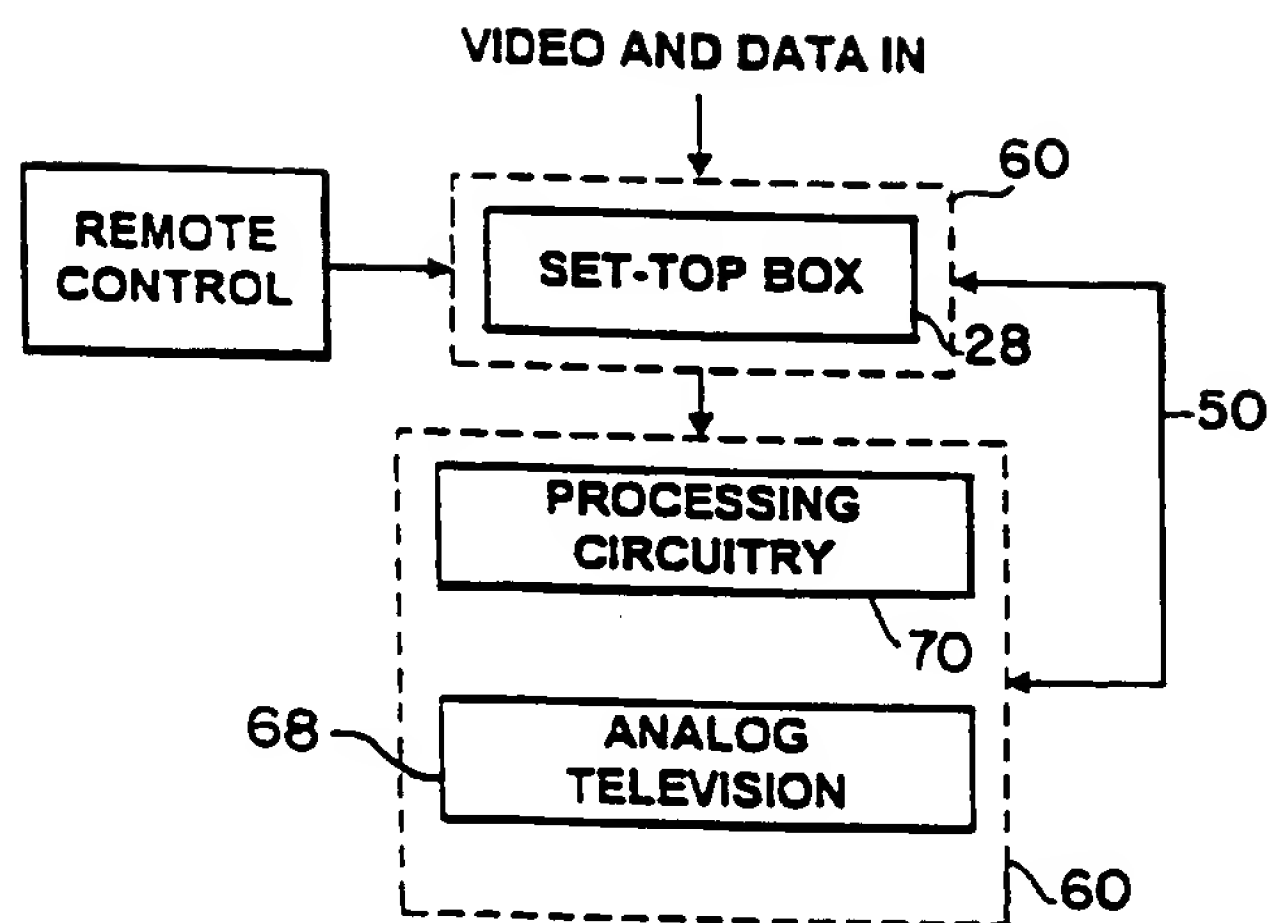 VIDEO AND DATA IN
60
REMOTE
CONTROL
SET-TOP BOX
28
50
PROCESSING
CIRCUITRY
70
68
ANALOG
TELEVISION
60